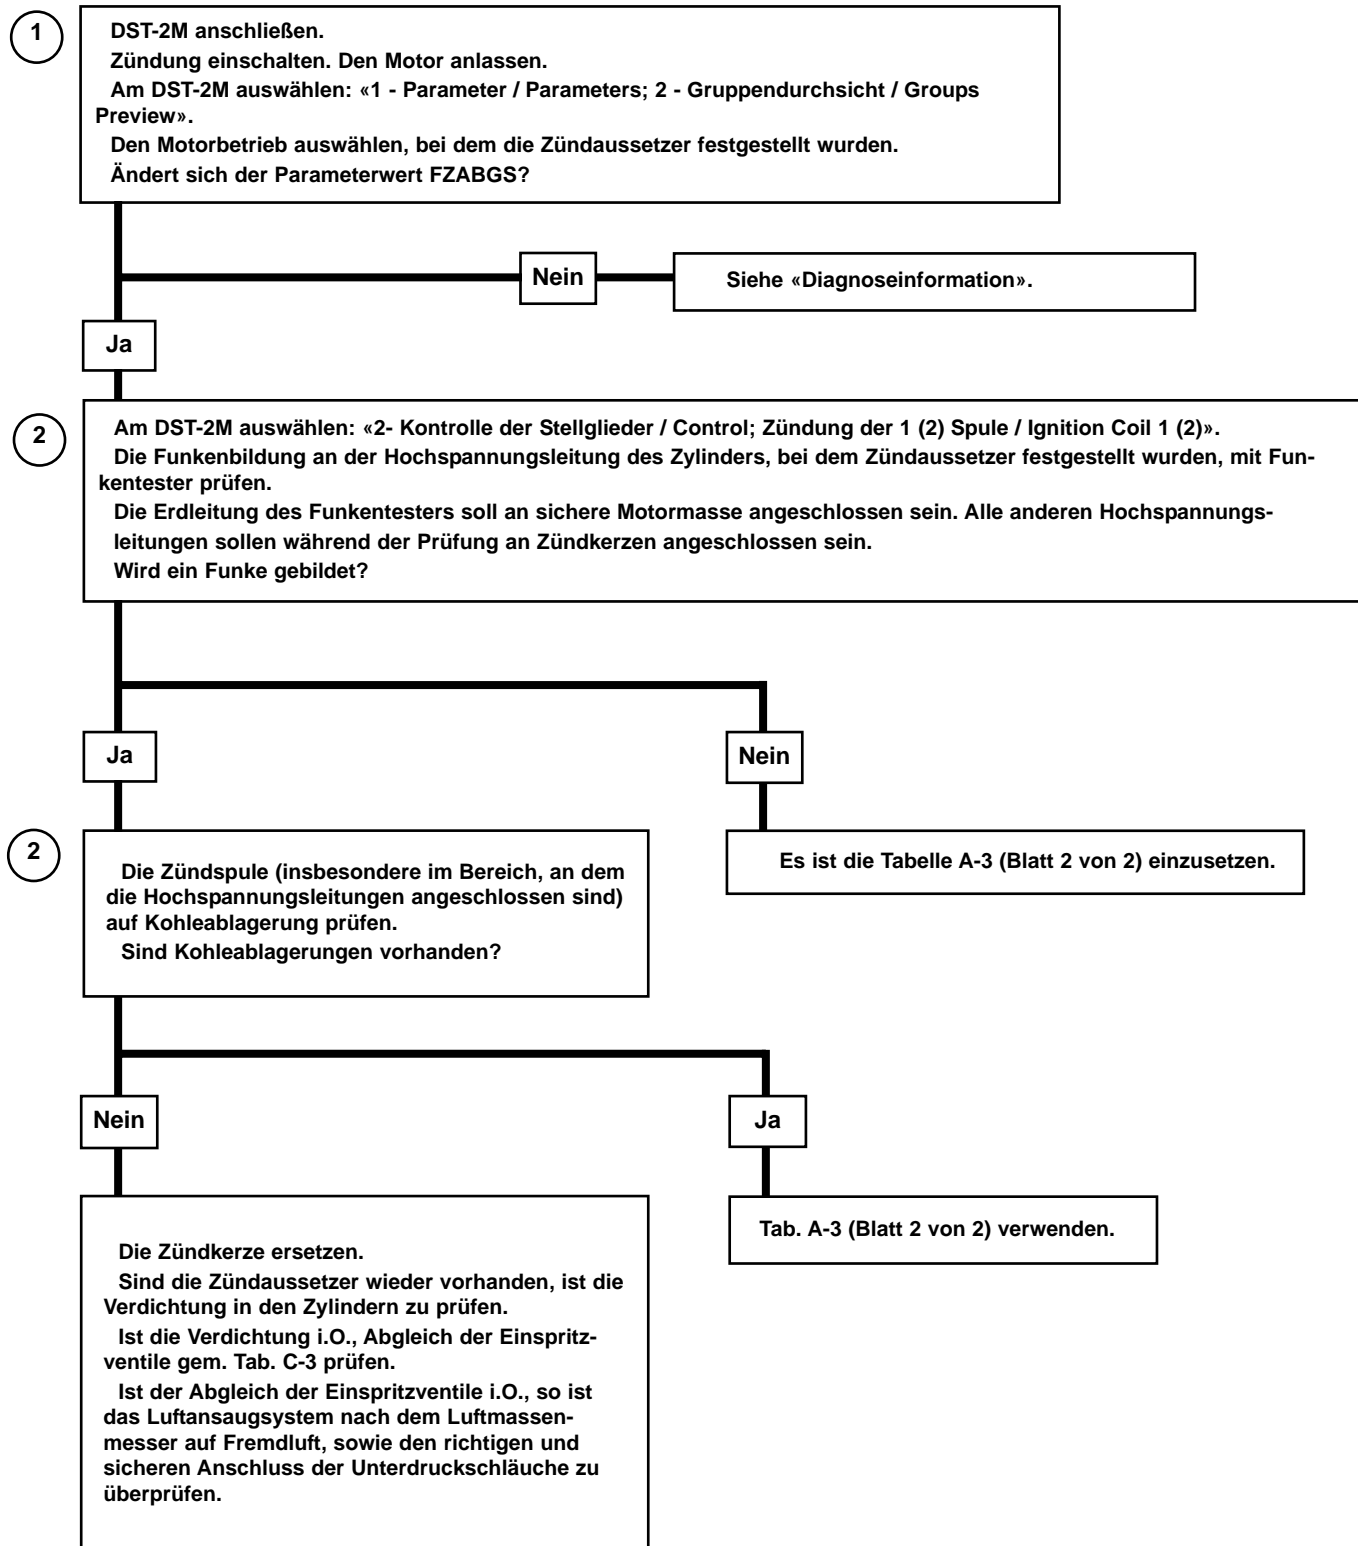 1
DST-2M anschließen.
Zündung einschalten. Den Motor anlassen.
Am DST-2M auswählen: «1 - Parameter / Parameters; 2 - Gruppendurchsicht / Groups
Preview».
Den Motorbetrieb auswählen, bei dem die Zündaussetzer festgestellt wurden.
Ändert sich der Parameterwert FZABGS?
Nein
Siehe «Diagnoseinformation».
Ja
2
Am DST-2M auswählen: «2- Kontrolle der Stellglieder / Control; Zündung der 1 (2) Spule / Ignition Coil 1 (2)».
Die Funkenbildung an der Hochspannungsleitung des Zylinders, bei dem Zündaussetzer festgestellt wurden, mit Fun-
kentester prüfen.
Die Erdleitung des Funkentesters soll an sichere Motormasse angeschlossen sein. Alle anderen Hochspannungs-
leitungen sollen während der Prüfung an Zündkerzen angeschlossen sein.
Wird ein Funke gebildet?
Ja
Nein
2
Die Zündspule (insbesondere im Bereich, an dem
die Hochspannungsleitungen angeschlossen sind)
auf Kohleablagerung prüfen.
Sind Kohleablagerungen vorhanden?
Es ist die Tabelle A-3 (Blatt 2 von 2) einzusetzen.
Nein
Ja
Die Zündkerze ersetzen.
Sind die Zündaussetzer wieder vorhanden, ist die
Verdichtung in den Zylindern zu prüfen.
Ist die Verdichtung i.O., Abgleich der Einspritz-
ventile gem. Tab. C-3 prüfen.
Ist der Abgleich der Einspritzventile i.O., so ist
das Luftansaugsystem nach dem Luftmassen-
messer auf Fremdluft, sowie den richtigen und
sicheren Anschluss der Unterdruckschläuche zu
überprüfen.
Tab. A-3 (Blatt 2 von 2) verwenden.